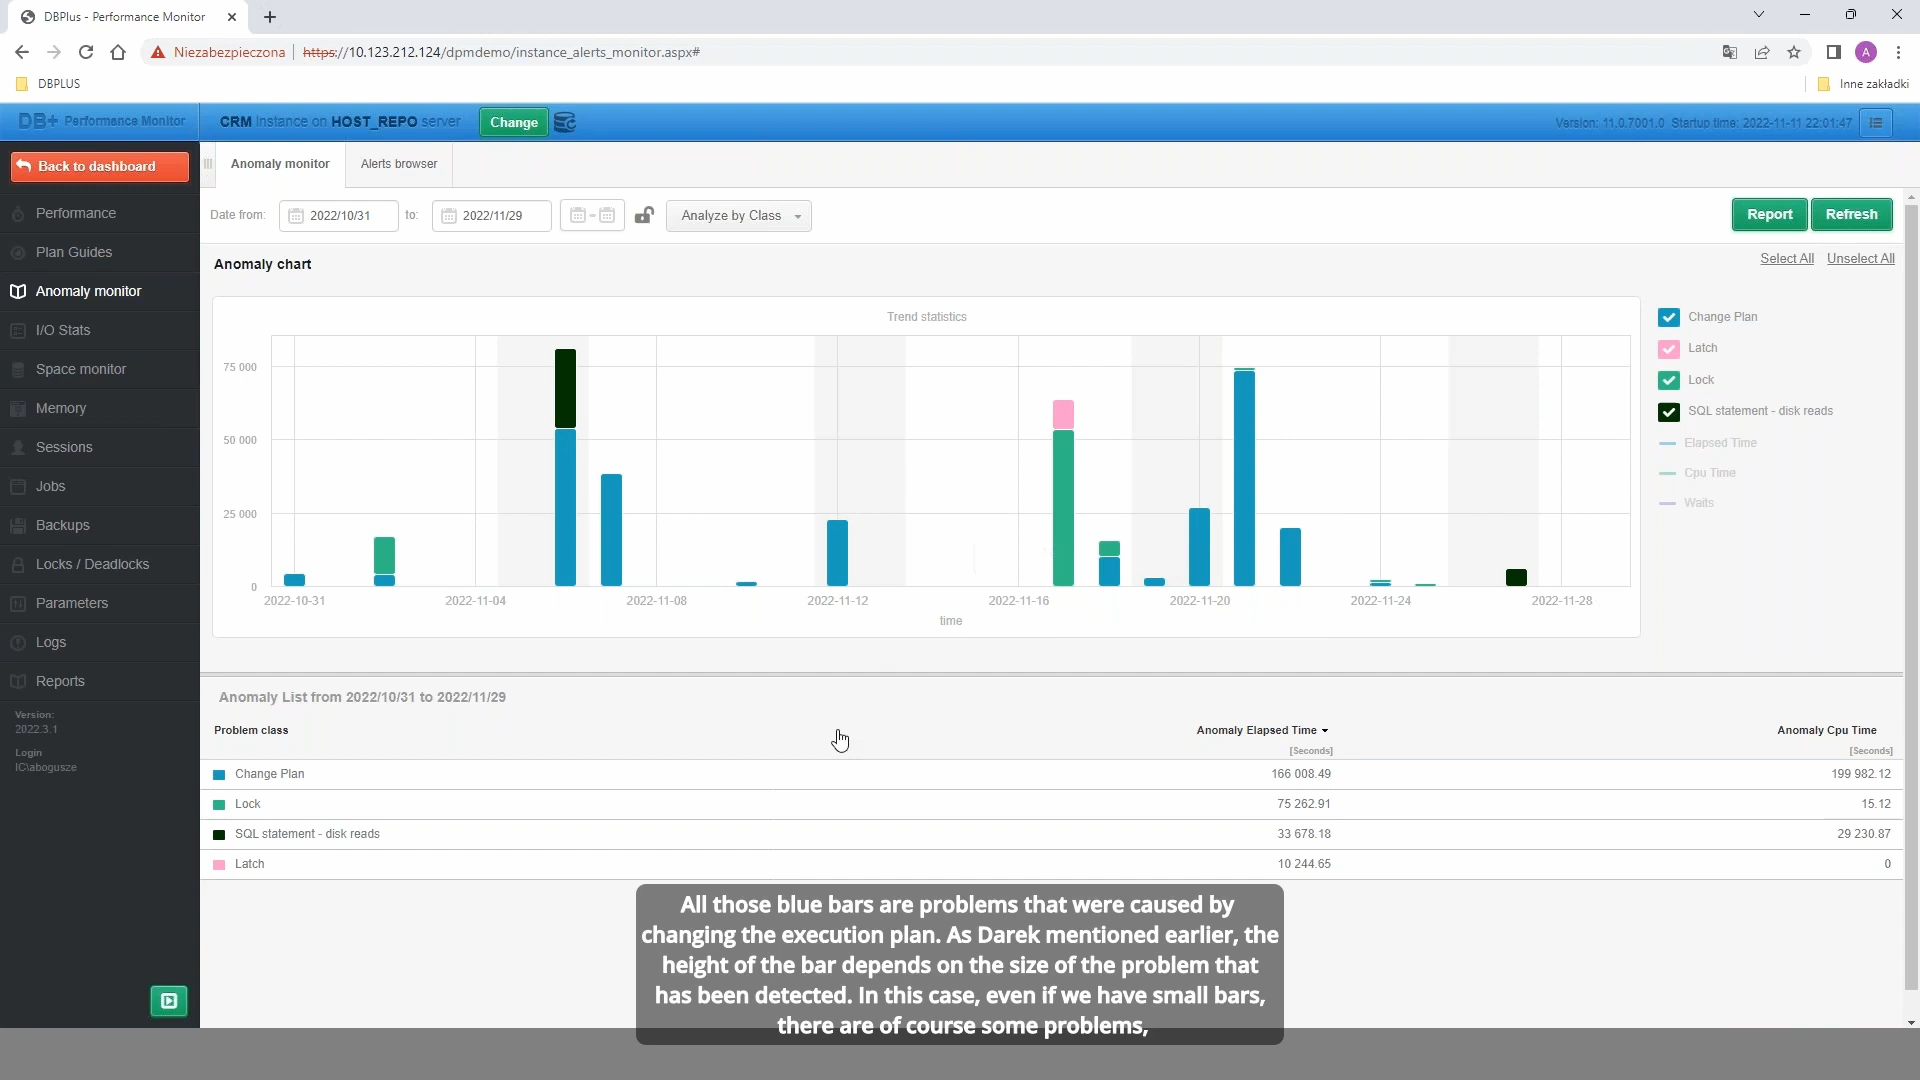 DBPlus - Performance Monitor
Niezabezpieczona https://10.123.212.124/dpmdemo/instance_alerts_monitor.aspx#
A
DBPLUS
Inne zakładki
DB+ Performance Monitor
CRM Instance on HOST_REPO server
Change
Version: 11.0.7001.0 Startup time: 2022-11-11 22:01:47
Back to dashboard
Anomaly monitor
Alerts browser
Performance
Plan Guides
Anomaly monitor
I/O Stats
Space monitor
Memory
Sessions
Jobs
Backups
Locks / Deadlocks
Parameters
Logs
Reports
Version:
2022.3.1
Login
IC\abogusze
Date from: 2022/10/31 to: 2022/11/29
Analyze by Class
Report
Refresh
Anomaly chart
Select All Unselect All
Trend statistics
75 000
50 000
25 000
0
2022-10-31 2022-11-04 2022-11-08 2022-11-12 2022-11-16 2022-11-20 2022-11-24 2022-11-28
time
Change Plan
Latch
Lock
SQL statement - disk reads
Elapsed Time
Cpu Time
Waits
Anomaly List from 2022/10/31 to 2022/11/29
Problem class Anomaly Elapsed Time Anomaly Cpu Time
[Seconds] [Seconds]
Change Plan 166 008.49 199 982.12
Lock 75 262.91 15.12
SQL statement - disk reads 33 678.18 29 230.87
Latch 10 244.65 0
All those blue bars are problems that were caused by
changing the execution plan. As Darek mentioned earlier, the
height of the bar depends on the size of the problem that
has been detected. In this case, even if we have small bars,
there are of course some problems,